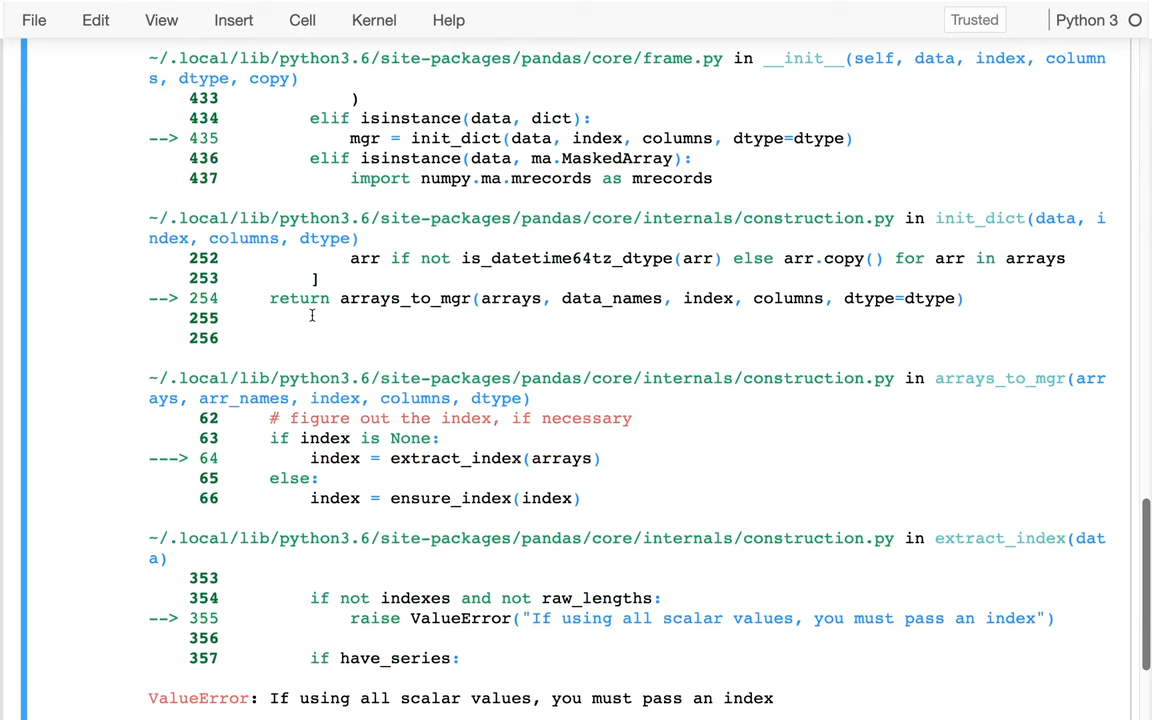 File Edit View Insert Cell Kernel Help Trusted Python 3
~/.local/lib/python3.6/site-packages/pandas/core/frame.py in __init__(self, data, index, column
s, dtype, copy)
433 )
434 elif isinstance(data, dict):
--> 435 mgr = init_dict(data, index, columns, dtype=dtype)
436 elif isinstance(data, ma.MaskedArray):
437 import numpy.ma.mrecords as mrecords
~/.local/lib/python3.6/site-packages/pandas/core/internals/construction.py in init_dict(data, i
ndex, columns, dtype)
252 arr if not is_datetime64tz_dtype(arr) else arr.copy() for arr in arrays
253 ]
--> 254 return arrays_to_mgr(arrays, data_names, index, columns, dtype=dtype)
255
256
~/.local/lib/python3.6/site-packages/pandas/core/internals/construction.py in arrays_to_mgr(arr
ays, arr_names, index, columns, dtype)
62 # figure out the index, if necessary
63 if index is None:
---> 64 index = extract_index(arrays)
65 else:
66 index = ensure_index(index)
~/.local/lib/python3.6/site-packages/pandas/core/internals/construction.py in extract_index(dat
a)
353
354 if not indexes and not raw_lengths:
--> 355 raise ValueError("If using all scalar values, you must pass an index")
356
357 if have_series:
ValueError: If using all scalar values, you must pass an index